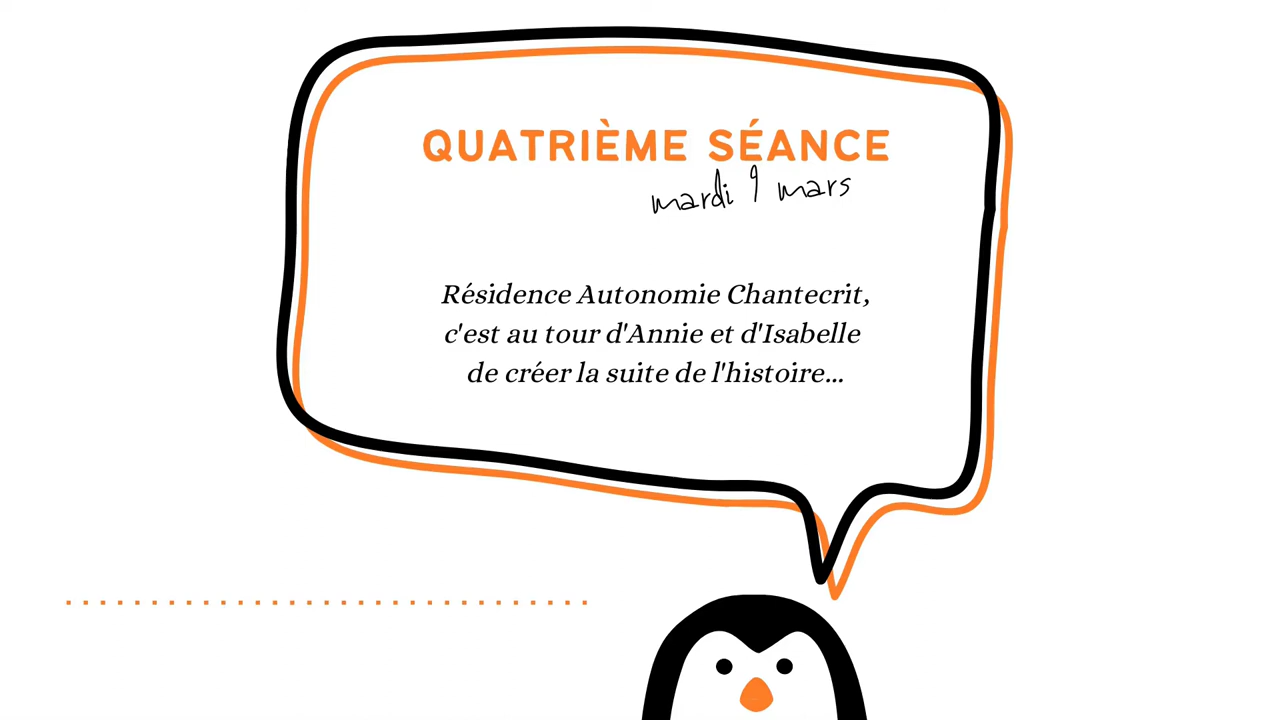 QUATRIÈME SÉANCE
mardi 9 mars
Résidence Autonomie Chantecrit,
c'est au tour d'Annie et d'Isabelle
de créer la suite de l'histoire...